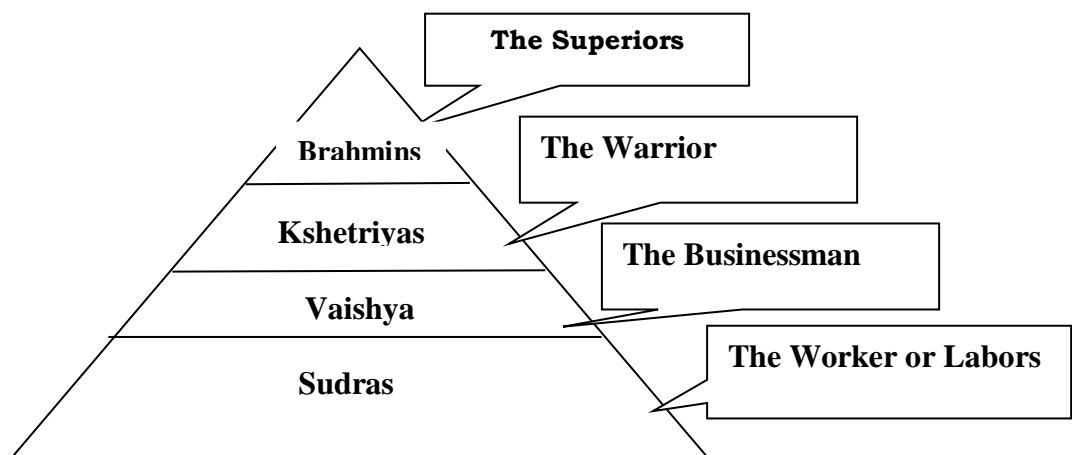 The Superiors
Brahmins
The Warrior
Kshetriyas
The Businessman
Vaishya
The Worker or Labors
Sudras